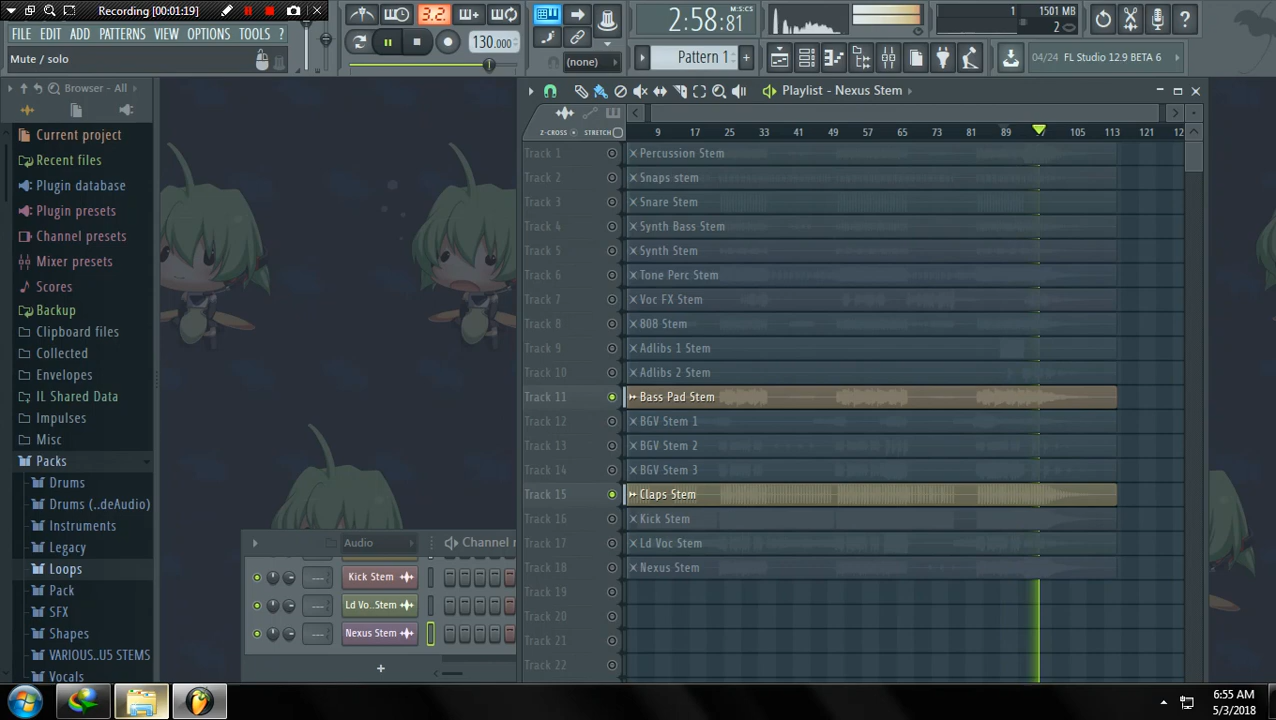 Recording [00:01:19]
FILE EDIT ADD PATTERNS VIEW OPTIONS TOOLS ?
Mute / solo
3.2.
130.000
(none)
2:58:81
M:S:CS
Pattern 1
1
1501 MB
2
04/24 FL Studio 12.9 BETA 6
Browser - All
Current project
Recent files
Plugin database
Plugin presets
Channel presets
Mixer presets
Scores
Backup
Clipboard files
Collected
Envelopes
IL Shared Data
Impulses
Misc
Packs
Drums
Drums (..deAudio)
Instruments
Legacy
Loops
Pack
SFX
Shapes
VARIOUS..U5 STEMS
Vocals
Playlist - Nexus Stem
Z-CROSS STRETCH
9 17 25 33 41 49 57 65 73 81 89 105 113 121
Track 1 Percussion Stem
Track 2 Snaps stem
Track 3 Snare Stem
Track 4 Synth Bass Stem
Track 5 Synth Stem
Track 6 Tone Perc Stem
Track 7 Voc FX Stem
Track 8 808 Stem
Track 9 Adlibs 1 Stem
Track 10 Adlibs 2 Stem
Track 11 Bass Pad Stem
Track 12 BGV Stem 1
Track 13 BGV Stem 2
Track 14 BGV Stem 3
Track 15 Claps Stem
Track 16 Kick Stem
Track 17 Ld Voc Stem
Track 18 Nexus Stem
Track 19
Track 20
Track 21
Track 22
Audio
Channel
Kick Stem
Ld Vo..Stem
Nexus Stem
6:55 AM
5/3/2018